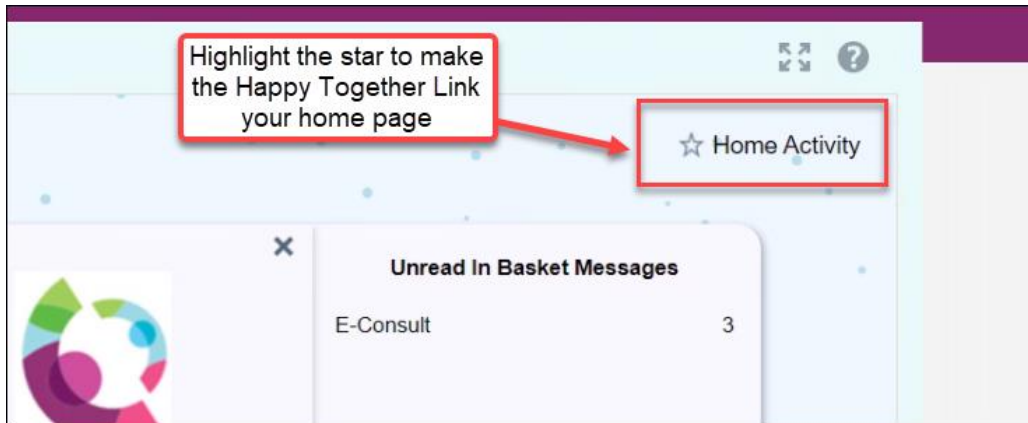 Highlight the star to make
the Happy Together Link
your home page
?
☆ Home Activity
Unread In Basket Messages
E-Consult 3